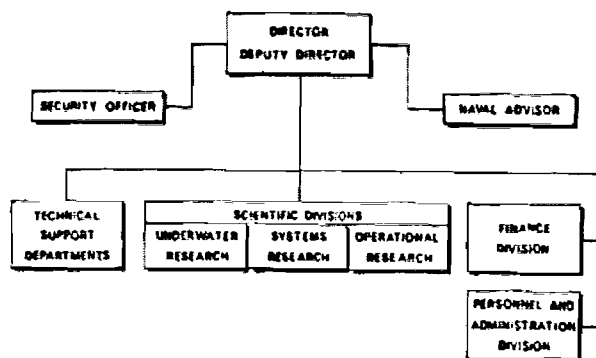 DIRECTOR
DEPUTY DIRECTOR
SECURITY OFFICER
NAVAL ADVISOR
TECHNICAL
SUPPORT
DEPARTMENTS
SCIENTIFIC DIVISIONS
UNDERWATER
RESEARCH
SYSTEMS
RESEARCH
OPERATIONAL
RESEARCH
FINANCE
DIVISION
PERSONNEL AND
ADMINISTRATION
DIVISION